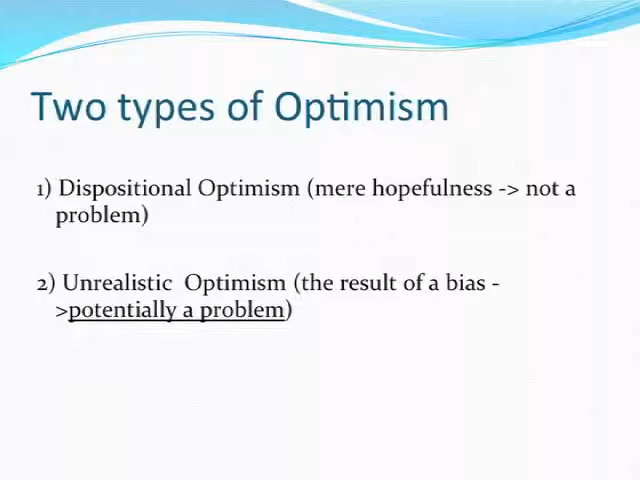 Two types of Optimism
1) Dispositional Optimism (mere hopefulness -> not a
problem)
2) Unrealistic Optimism (the result of a bias -
>potentially a problem)